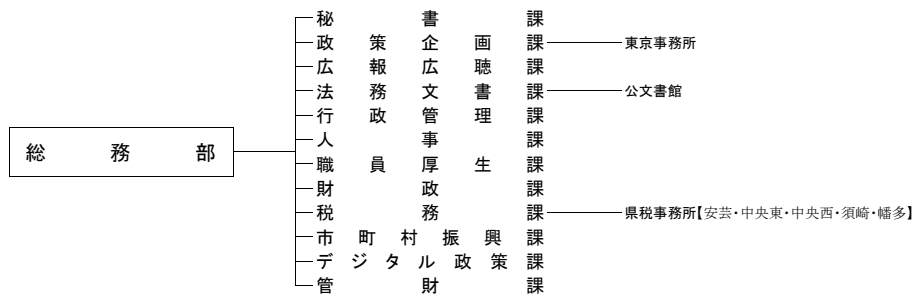 秘書課
政策企画課 東京事務所
広報広聴課
法務文書課 公文書館
行政管理課
人事課
総務部
職員厚生課
財政課
税務課 県税事務所【安芸・中央東・中央西・須崎・幡多】
市町村振興課
デジタル政策課
管財課